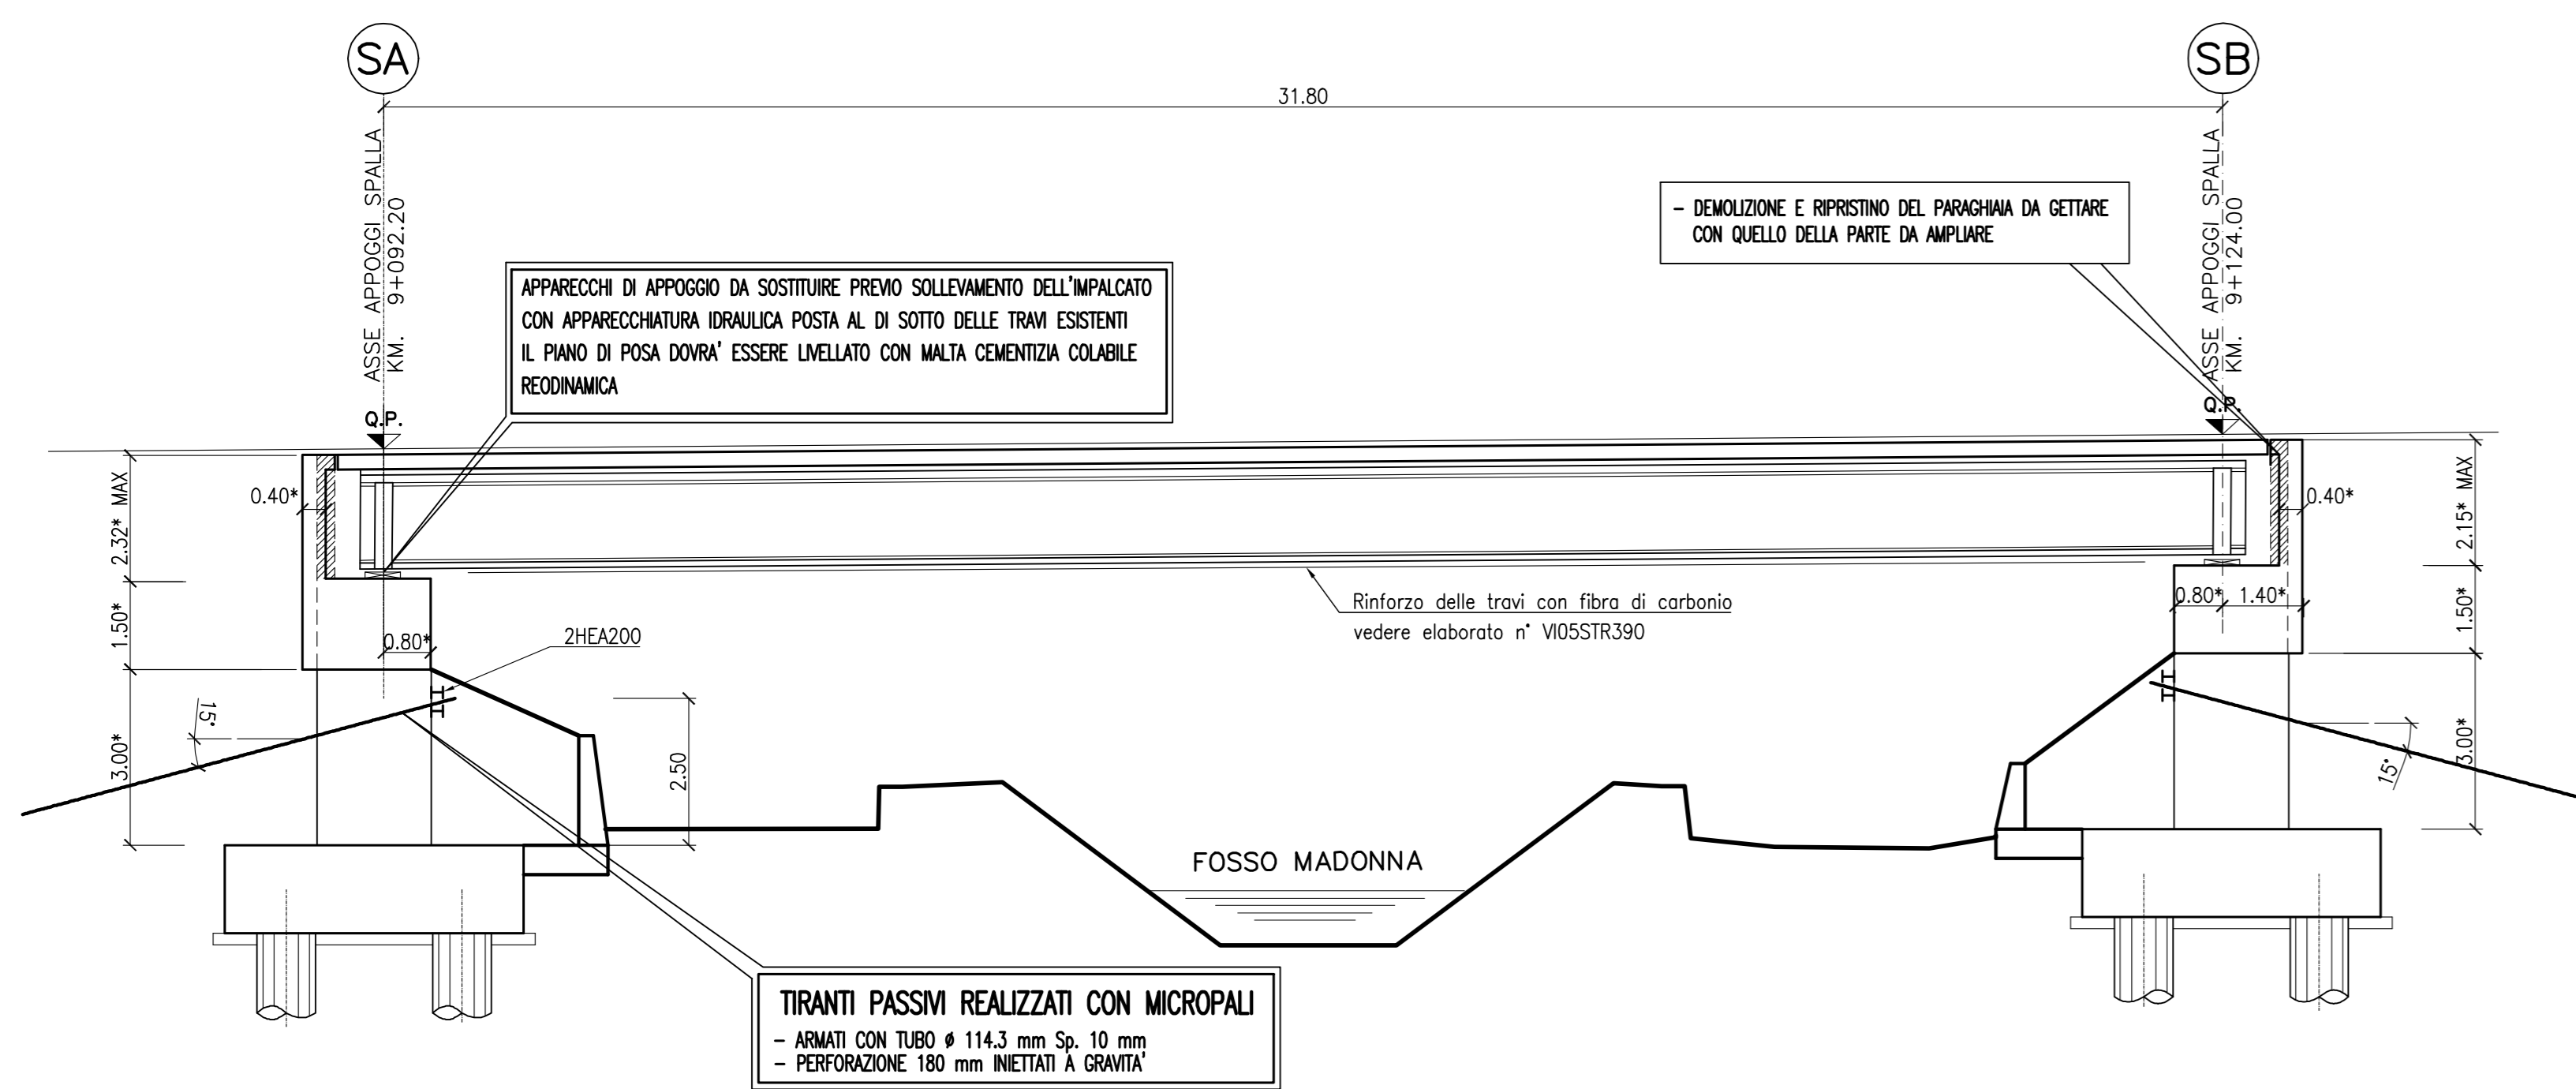 SA
SB
31.80
ASSE APPOGGI SPALLA
KM. 9+092.20
ASSE APPOGGI SPALLA
KM. 9+124.00
- DEMOLIZIONE E RIPRISTINO DEL PARAGHIAIA DA GETTARE
CON QUELLO DELLA PARTE DA AMPLIARE
APPARECCHI DI APPOGGIO DA SOSTITUIRE PREVIO SOLLEVAMENTO DELL'IMPALCATO
CON APPARECCHIATURA IDRAULICA POSTA AL DI SOTTO DELLE TRAVI ESISTENTI
IL PIANO DI POSA DOVRA' ESSERE LIVELLATO CON MALTA CEMENTIZIA COLABILE
REODINAMICA
Q.P.
Q.P.
2.32* MAX
0.40*
0.40*
2.15* MAX
1.50*
0.80*
2HEA200
Rinforzo delle travi con fibra di carbonio
vedere elaborato n° VI05STR390
0.80*
1.40*
1.50*
15°
3.00*
2.50
15°
3.00*
FOSSO MADONNA
TIRANTI PASSIVI REALIZZATI CON MICROPALI
- ARMATI CON TUBO ø 114.3 mm Sp. 10 mm
- PERFORAZIONE 180 mm INIETTATI A GRAVITA'